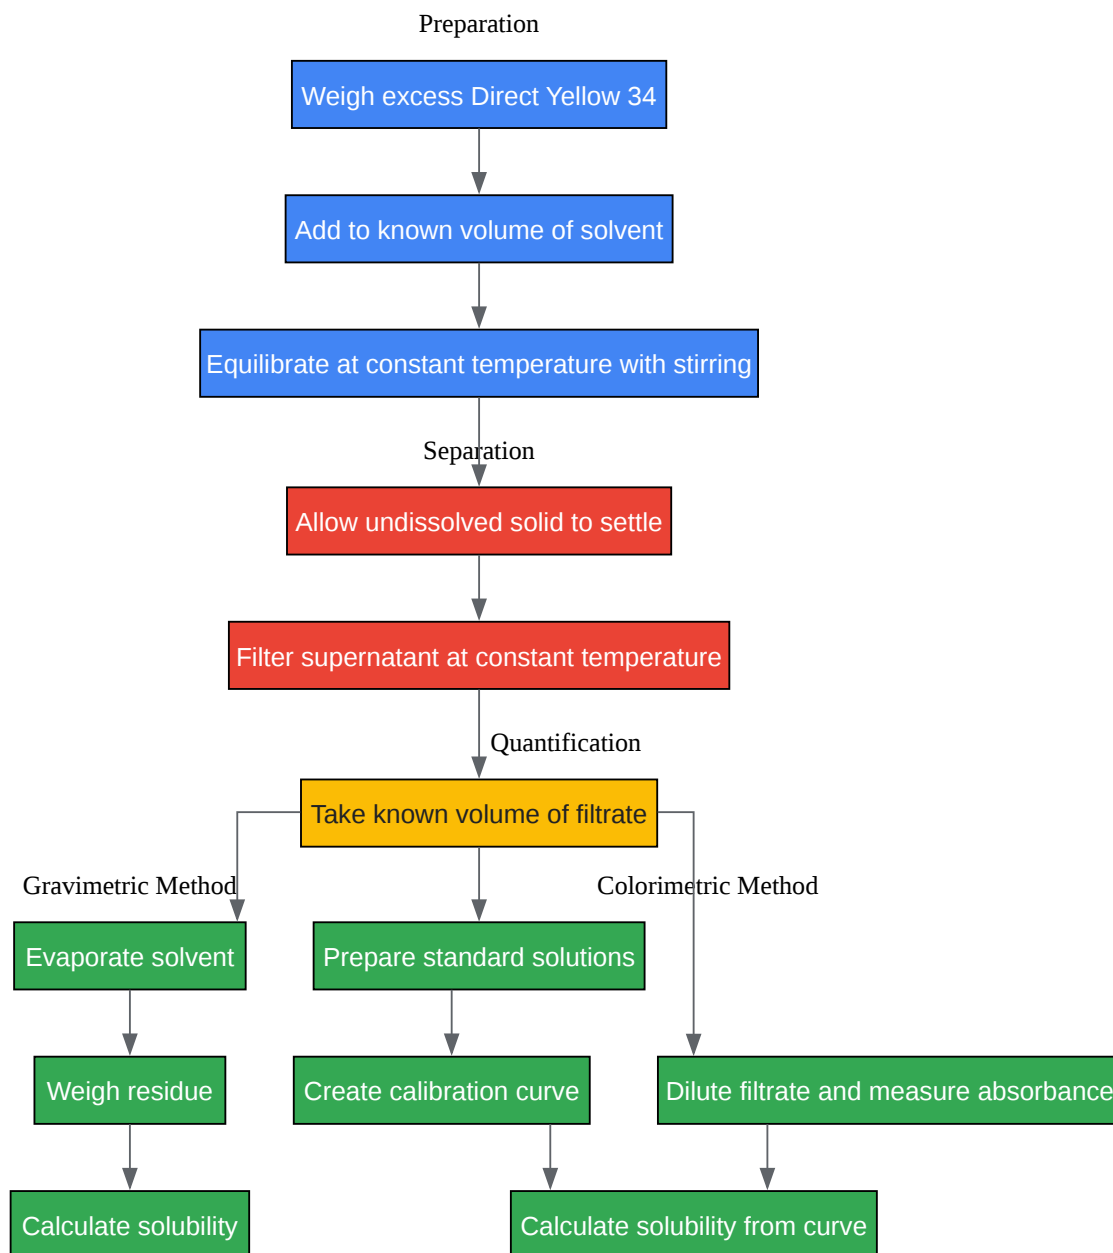 Preparation
Weigh excess Direct Yellow 34
Add to known volume of solvent
Equilibrate at constant temperature with stirring
Separation
Allow undissolved solid to settle
Filter supernatant at constant temperature
Quantification
Take known volume of filtrate
Gravimetric Method
Colorimetric Method
Evaporate solvent
Prepare standard solutions
Weigh residue
Create calibration curve
Dilute filtrate and measure absorbance
Calculate solubility
Calculate solubility from curve